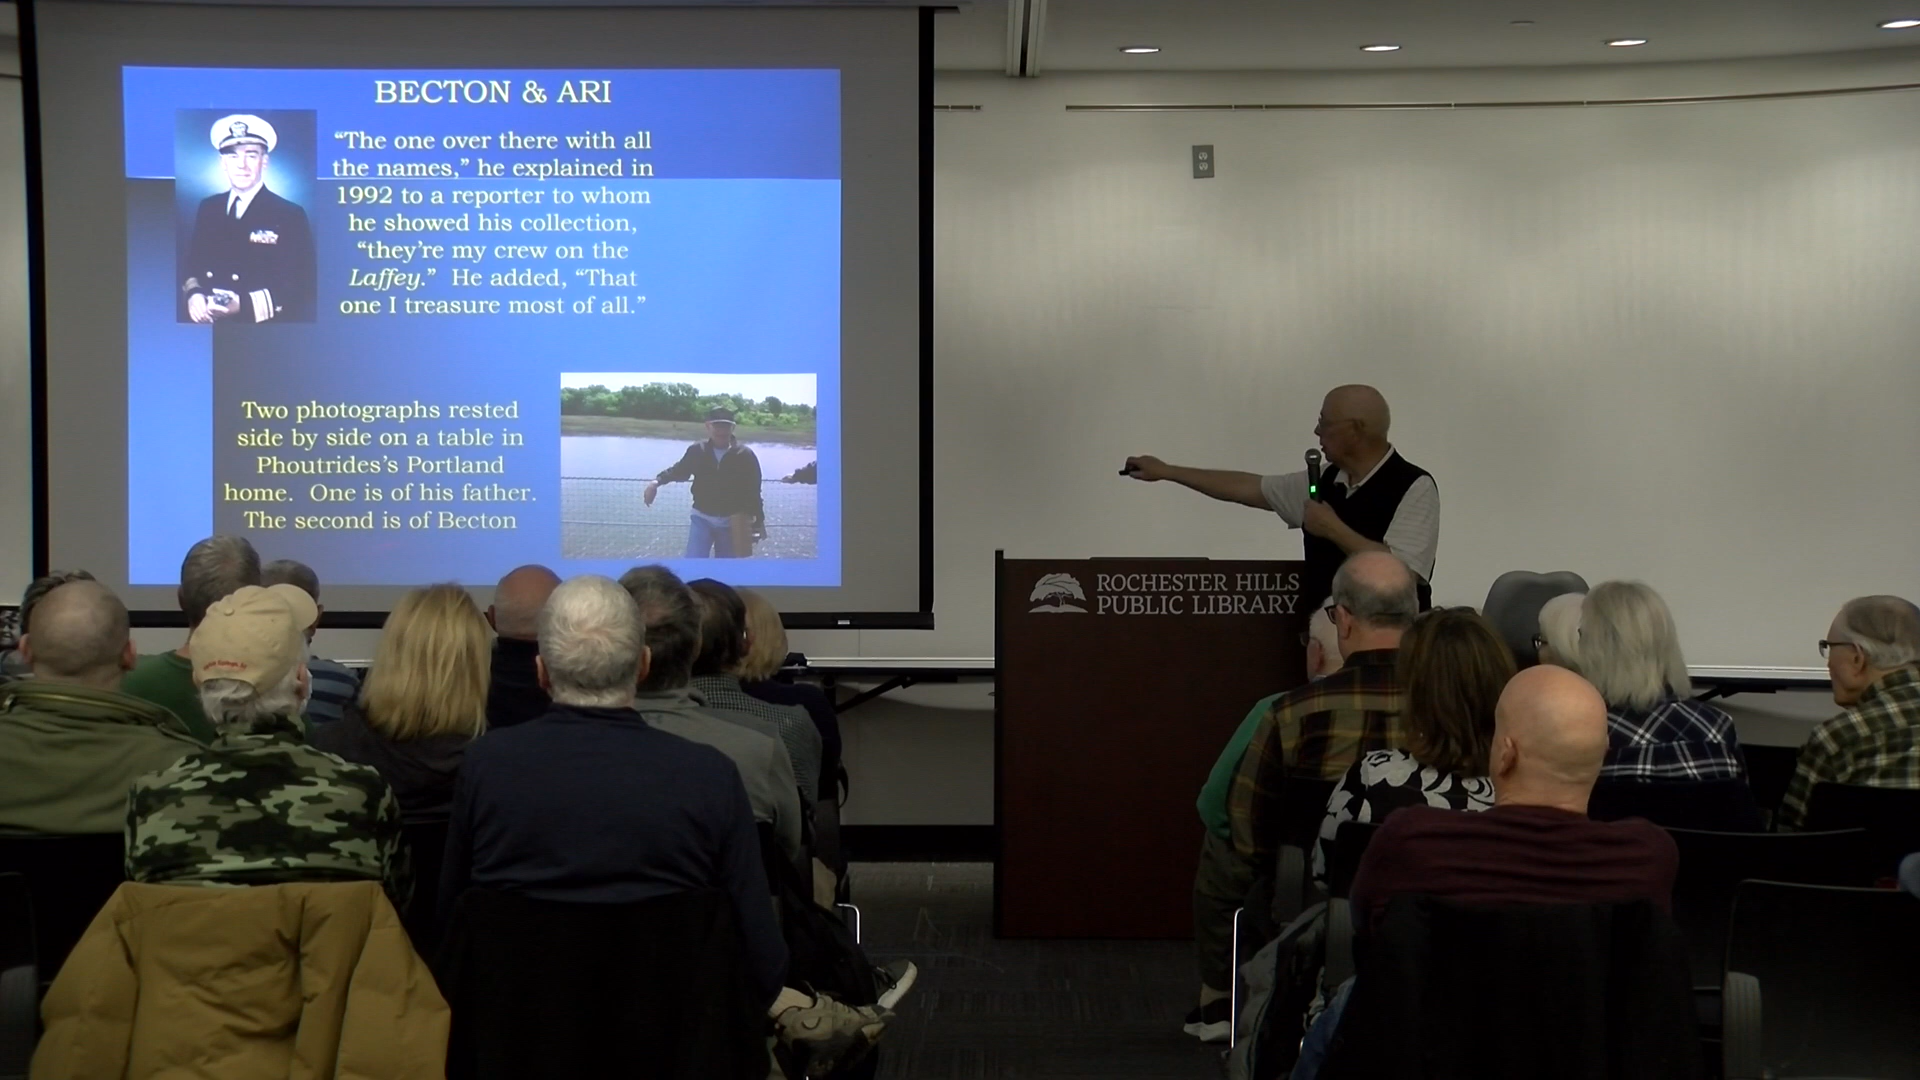 BECTON & ARI
“The one over there with all
the names,” he explained in
1992 to a reporter to whom
he showed his collection,
“they’re my crew on the
Laffey.”  He added, “That
one I treasure most of all.”
Two photographs rested
side by side on a table in
Phoutrides’s Portland
home.  One is of his father.
The second is of Becton
ROCHESTER HILLS
PUBLIC LIBRARY